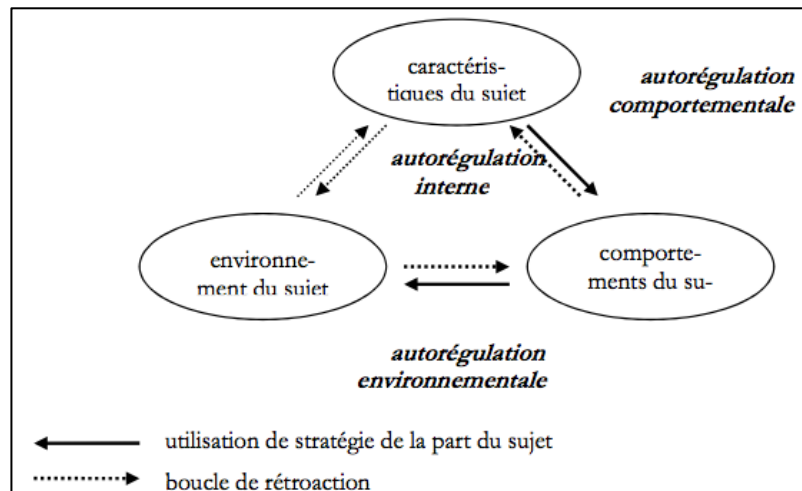 caractéris-
tiques du sujet
autorégulation
comportementale
autorégulation
interne
environne-
ment du sujet
comporte-
ments du su-
autorégulation
environnementale
utilisation de stratégie de la part du sujet
boucle de rétroaction